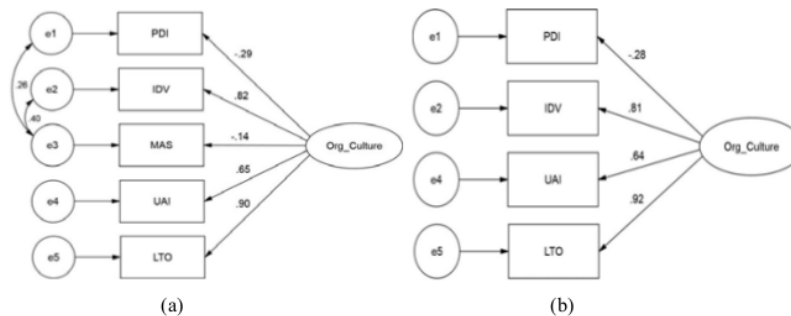 e1
PDI
-.29
.26
e2
IDV
.82
.40
e3
MAS
-.14
Org_Culture
.65
e4
UAI
.90
e5
LTO
(a)
e1
PDI
-.28
e2
IDV
.81
Org_Culture
.64
e4
UAI
.92
e5
LTO
(b)